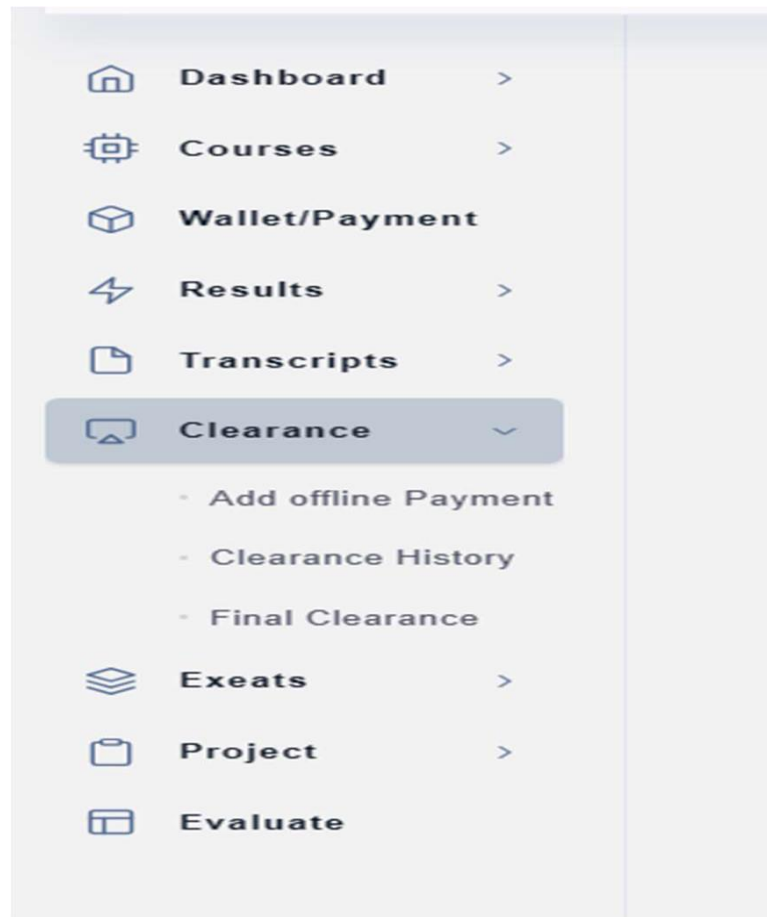 Dashboard
Courses
Wallet/Payment
Results
Transcripts
Clearance
Add offline Payment
Clearance History
Final Clearance
Exeats
Project
Evaluate